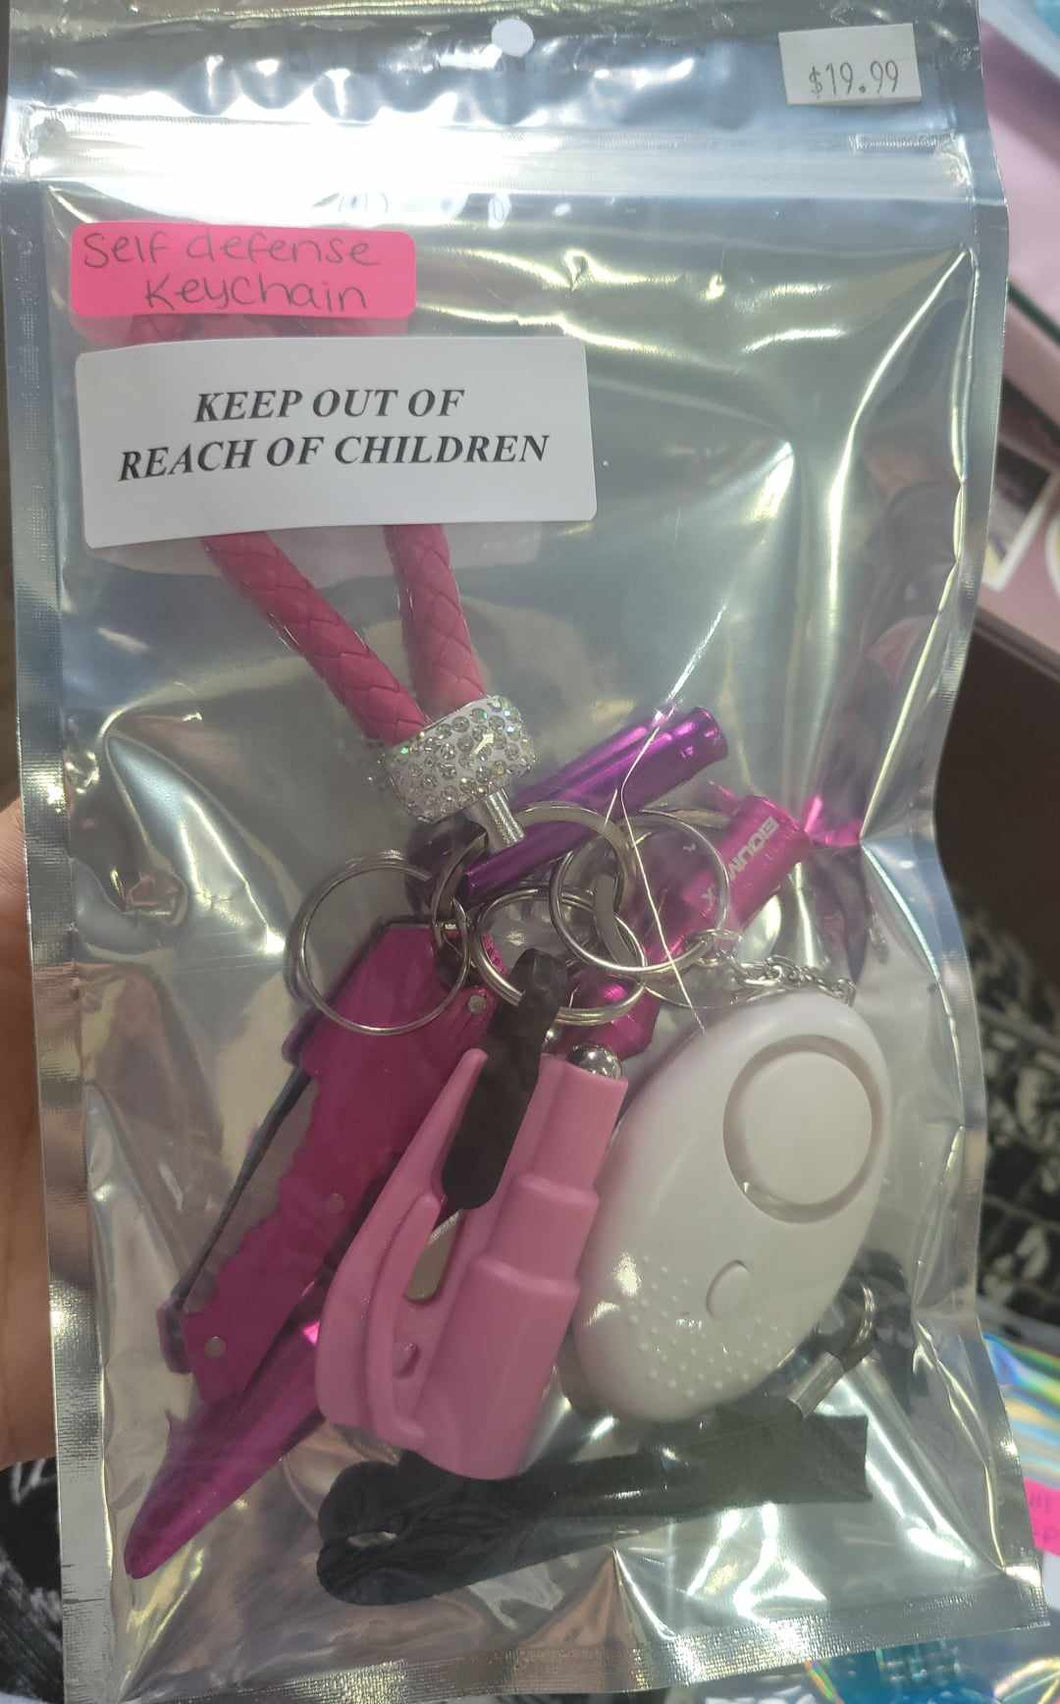 $19.99
Self defense
Keychain
KEEP OUT OF
REACH OF CHILDREN